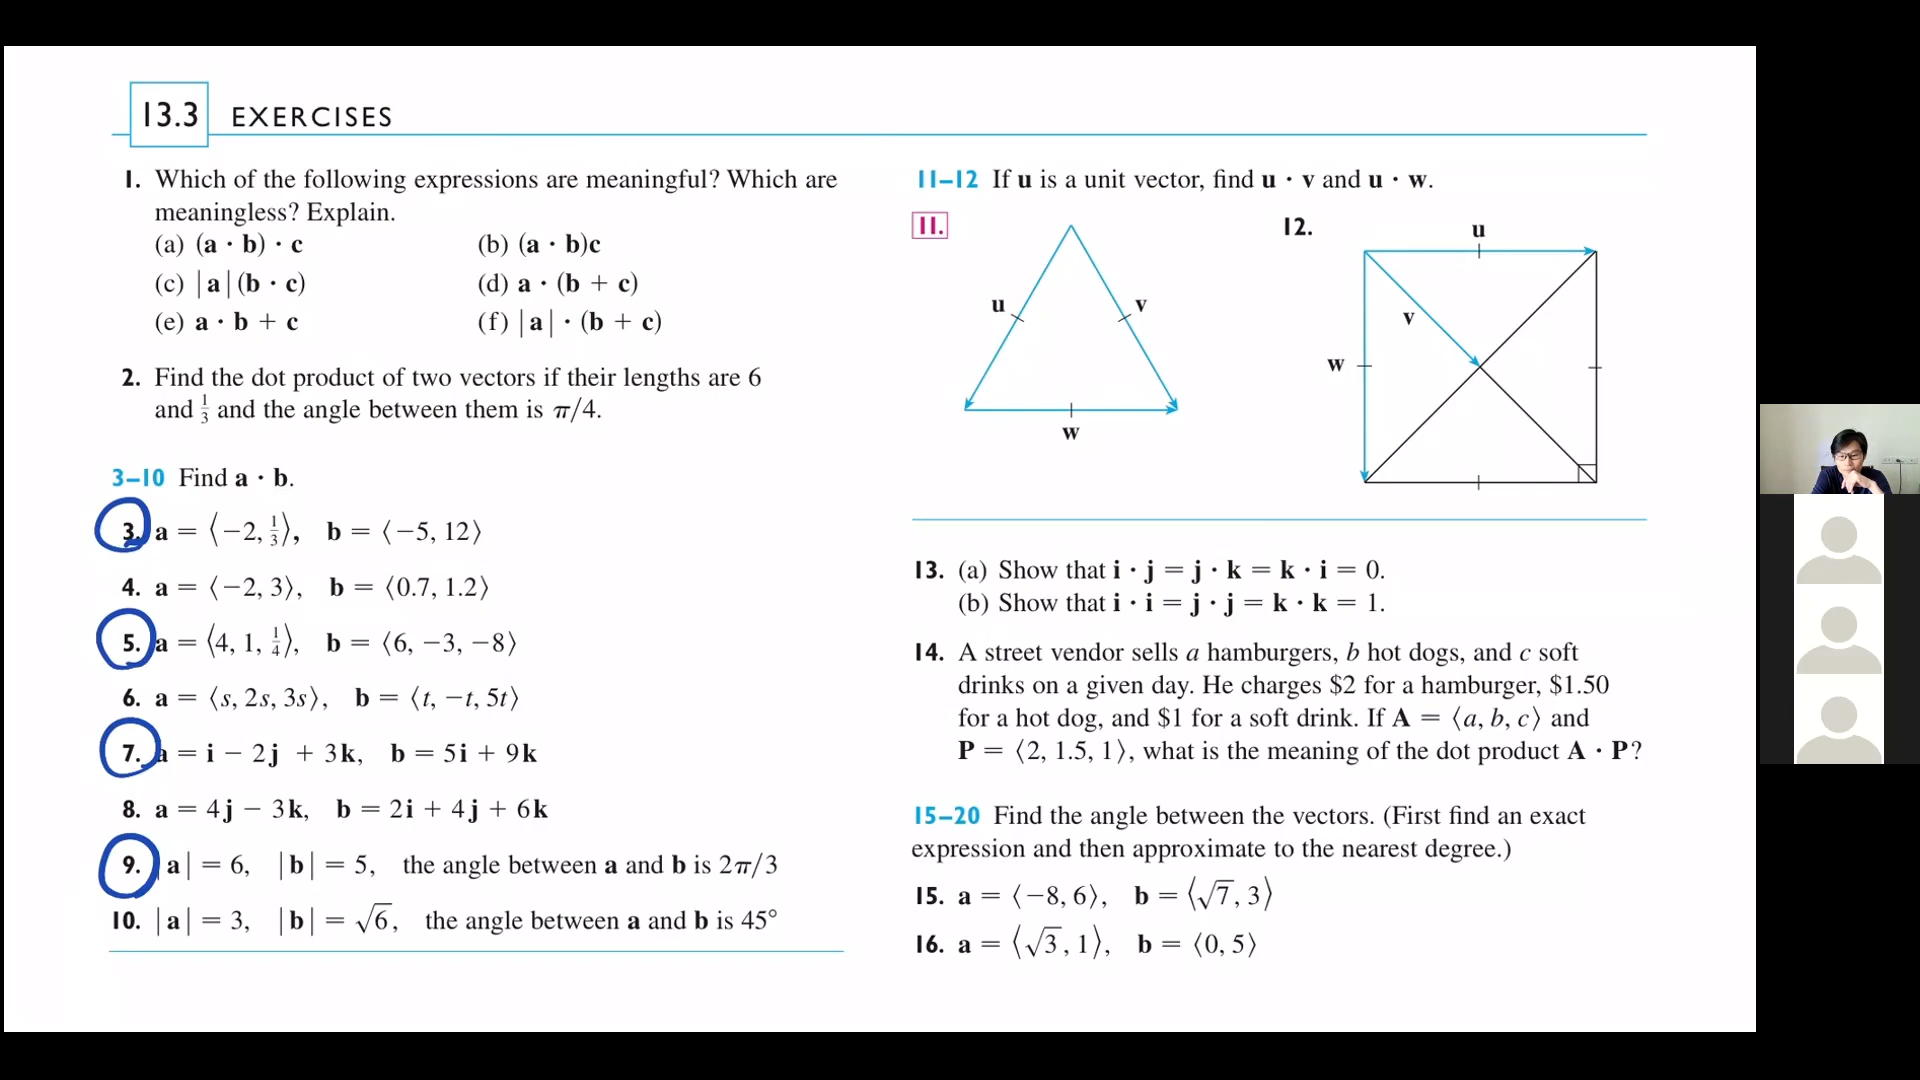 13.3 EXERCISES
1. Which of the following expressions are meaningful? Which are
meaningless? Explain.
(a) (a · b) · c (b) (a · b)c
(c) |a|(b · c) (d) a · (b + c)
(e) a · b + c (f) |a| · (b + c)
2. Find the dot product of two vectors if their lengths are 6
and 1/3 and the angle between them is π/4.
3–10 Find a · b.
3. a = ⟨−2, 1/3⟩, b = ⟨−5, 12⟩
4. a = ⟨−2, 3⟩, b = ⟨0.7, 1.2⟩
5. a = ⟨4, 1, 1/4⟩, b = ⟨6, −3, −8⟩
6. a = ⟨s, 2s, 3s⟩, b = ⟨t, −t, 5t⟩
7. a = i − 2j + 3k, b = 5i + 9k
8. a = 4j − 3k, b = 2i + 4j + 6k
9. |a| = 6, |b| = 5, the angle between a and b is 2π/3
10. |a| = 3, |b| = √6, the angle between a and b is 45°
11–12 If u is a unit vector, find u · v and u · w.
11.
u
v
w
12.
u
v
w
13. (a) Show that i · j = j · k = k · i = 0.
(b) Show that i · i = j · j = k · k = 1.
14. A street vendor sells a hamburgers, b hot dogs, and c soft
drinks on a given day. He charges $2 for a hamburger, $1.50
for a hot dog, and $1 for a soft drink. If A = ⟨a, b, c⟩ and
P = ⟨2, 1.5, 1⟩, what is the meaning of the dot product A · P?
15–20 Find the angle between the vectors. (First find an exact
expression and then approximate to the nearest degree.)
15. a = ⟨−8, 6⟩, b = ⟨√7, 3⟩
16. a = ⟨√3, 1⟩, b = ⟨0, 5⟩